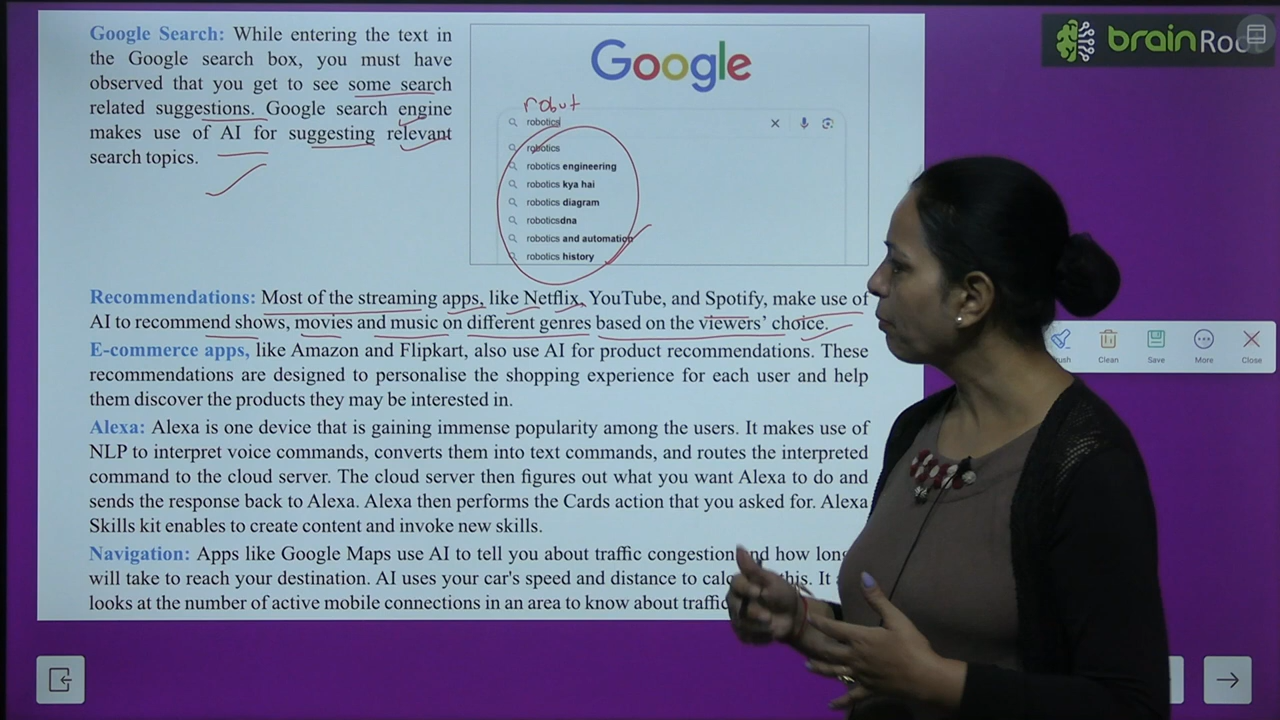 Google Search: While entering the text in
the Google search box, you must have
observed that you get to see some search
related suggestions. Google search engine
makes use of AI for suggesting relevant
search topics.
Google
robot
robotics
robotics
robotics engineering
robotics kya hai
robotics diagram
roboticsdna
robotics and automation
robotics history
brainRoot
Recommendations: Most of the streaming apps, like Netflix, YouTube, and Spotify, make use of
AI to recommend shows, movies and music on different genres based on the viewers' choice.
E-commerce apps, like Amazon and Flipkart, also use AI for product recommendations. These
recommendations are designed to personalise the shopping experience for each user and help
them discover the products they may be interested in.
Alexa: Alexa is one device that is gaining immense popularity among the users. It makes use of
NLP to interpret voice commands, converts them into text commands, and routes the interpreted
command to the cloud server. The cloud server then figures out what you want Alexa to do and
sends the response back to Alexa. Alexa then performs the Cards action that you asked for. Alexa
Skills kit enables to create content and invoke new skills.
Navigation: Apps like Google Maps use AI to tell you about traffic congestion and how long
will take to reach your destination. AI uses your car's speed and distance to this. It
looks at the number of active mobile connections in an area to know about traffic
Clean Save More Close